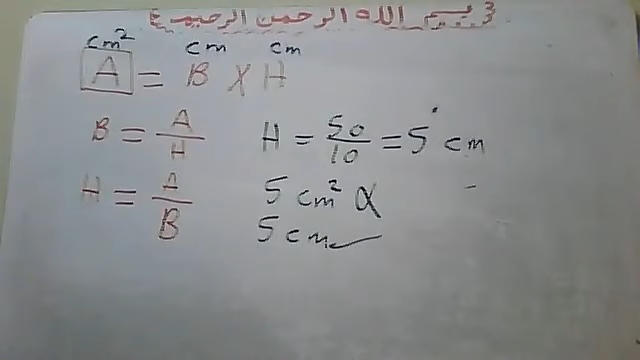 بسم الله الرحمن الرحيم
cm² cm cm
A = B X H
B = A/H H = 50/10 = 5 cm
H = A/B 5 cm² X
5 cm ✓